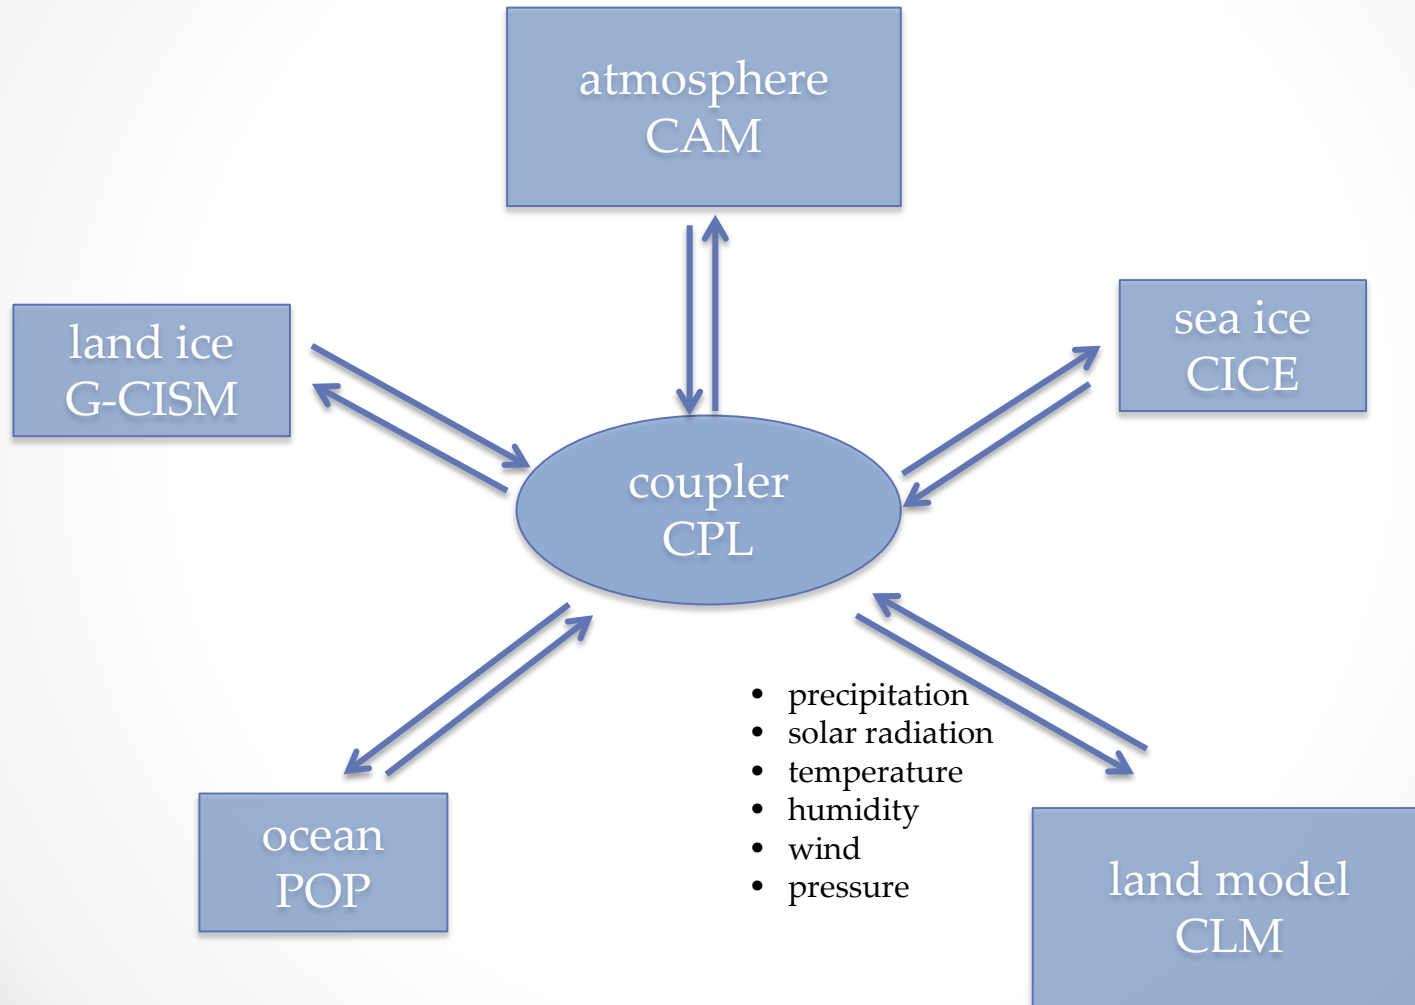 atmosphere
CAM
land ice
G-CISM
sea ice
CICE
coupler
CPL
• precipitation
• solar radiation
• temperature
• humidity
• wind
• pressure
ocean
POP
land model
CLM